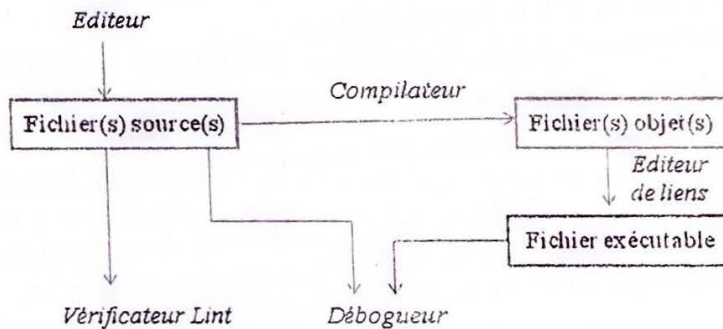 Editeur
Compilateur
Fichier(s) source(s)
Fichier(s) objet(s)
Editeur
de liens
Fichier exécutable
Vérificateur Lint
Débogueur